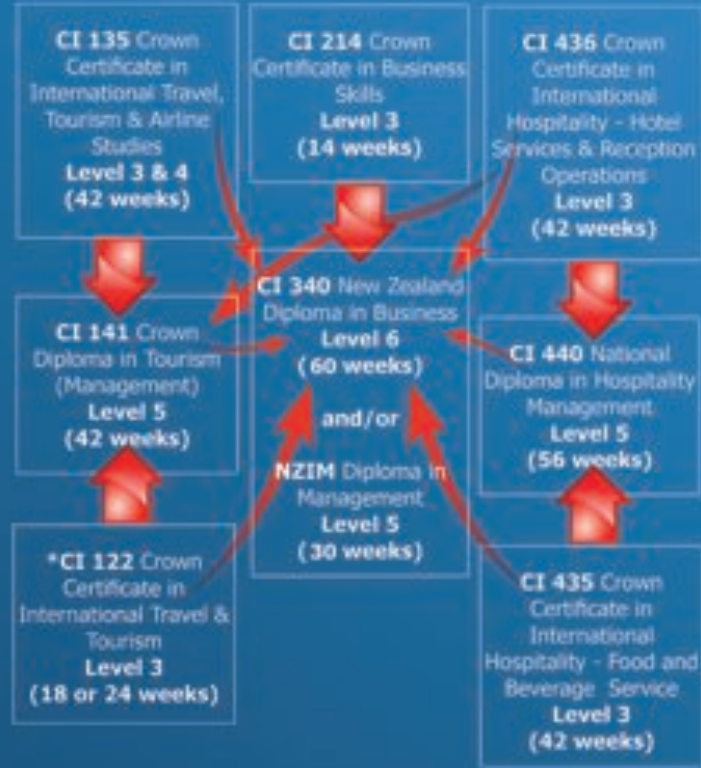 CI 135 Crown
Certificate in
International Travel,
Tourism & Airline
Studies
Level 3 & 4
(42 weeks)
CI 214 Crown
Certificate in Business
Skills
Level 3
(14 weeks)
CI 436 Crown
Certificate in
International
Hospitality - Hotel
Services & Reception
Operations
Level 3
(42 weeks)
CI 141 Crown
Diploma in Tourism
(Management)
Level 5
(42 weeks)
CI 340 New Zealand
Diploma in Business
Level 6
(60 weeks)
and/or
NZIM Diploma in
Management
Level 5
(30 weeks)
CI 440 National
Diploma in Hospitality
Management
Level 5
(56 weeks)
*CI 122 Crown
Certificate in
International Travel &
Tourism
Level 3
(18 or 24 weeks)
CI 435 Crown
Certificate in
International
Hospitality - Food and
Beverage Service
Level 3
(42 weeks)